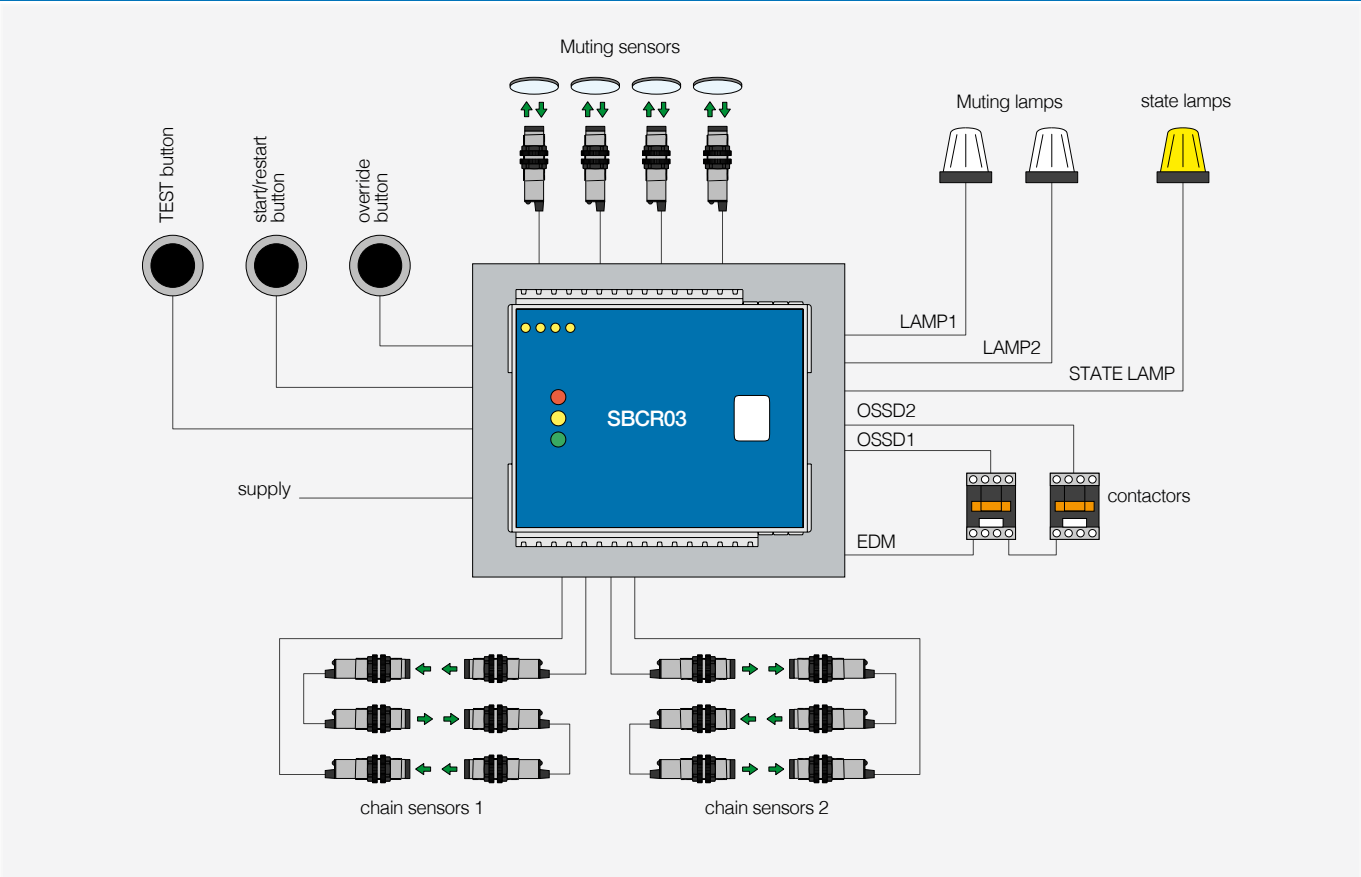 Muting sensors
Muting lamps
state lamps
TEST button
start/restart
button
override
button
LAMP1
LAMP2
STATE LAMP
SBCR03
OSSD2
OSSD1
supply
contactors
EDM
chain sensors 1
chain sensors 2